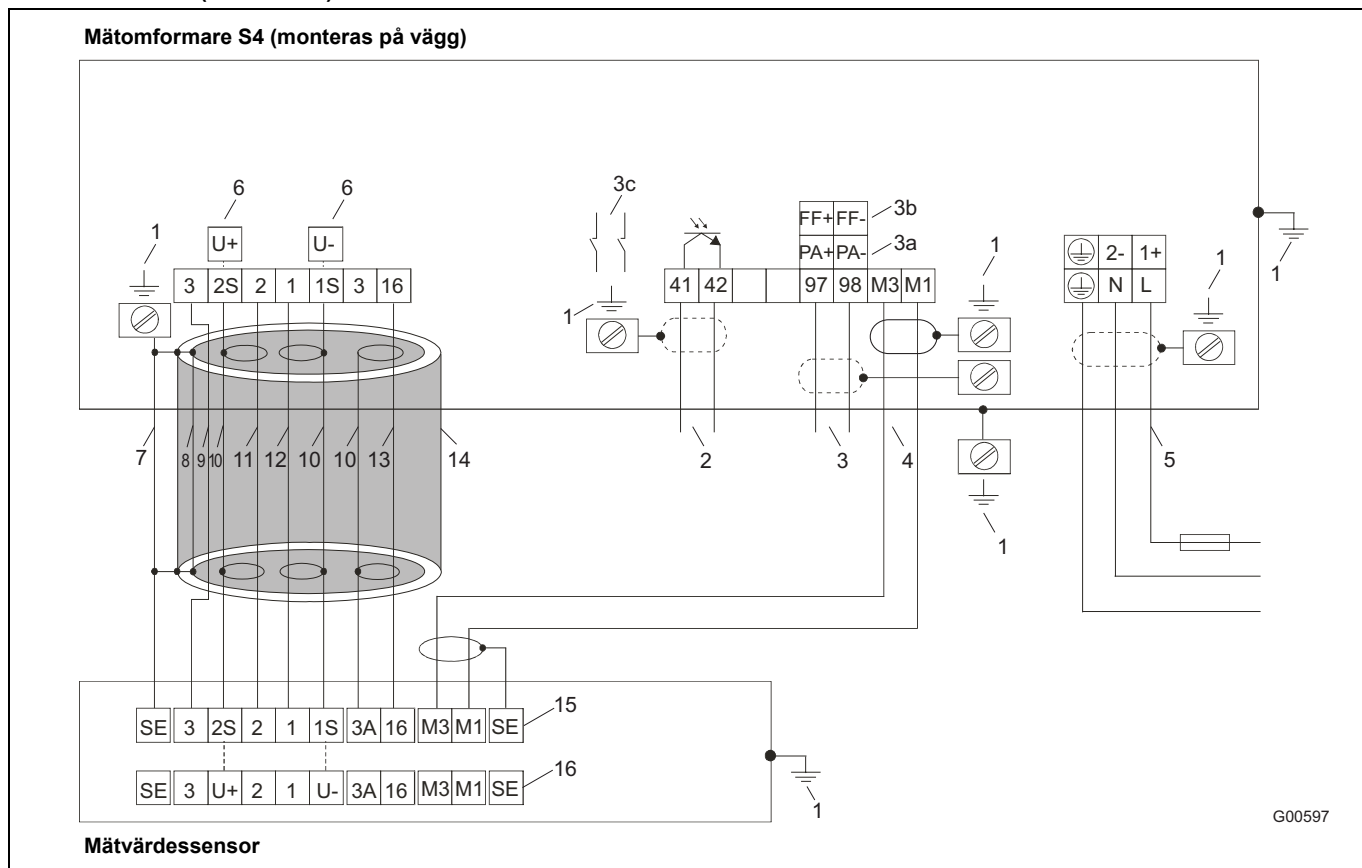 Mätomformare S4 (monteras på vägg)
6 6 3c
FF+ FF- 3b
1 U+ U- PA+ PA- 3a 1 2- 1+ 1 1
3 2S 2 1 1S 3 16 41 42 97 98 M3 M1 N L
1
7 8 9 10 11 12 10 10 13 14 2 3 4 5
1
SE 3 2S 2 1 1S 3A 16 M3 M1 SE 15
SE 3 U+ 2 1 U- 3A 16 M3 M1 SE 16
1
G00597
Mätvärdessensor